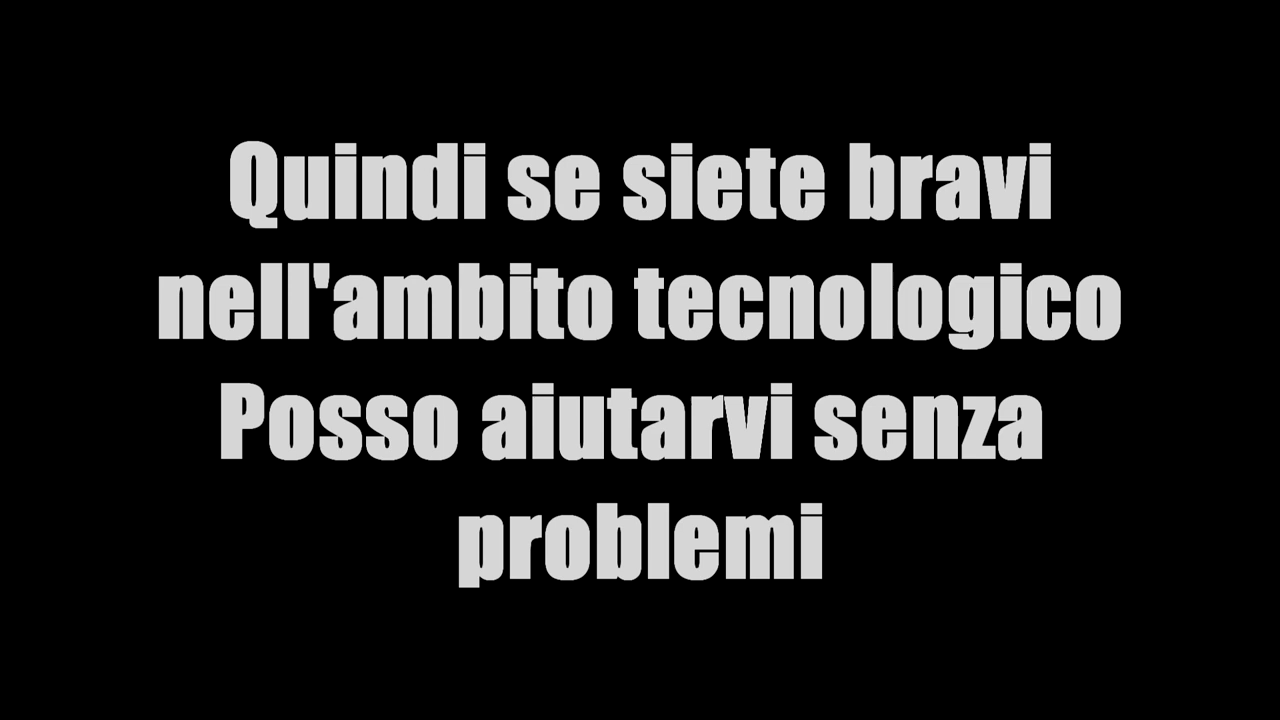 Quindi se siete bravi
nell'ambito tecnologico
Posso aiutarvi senza
problemi